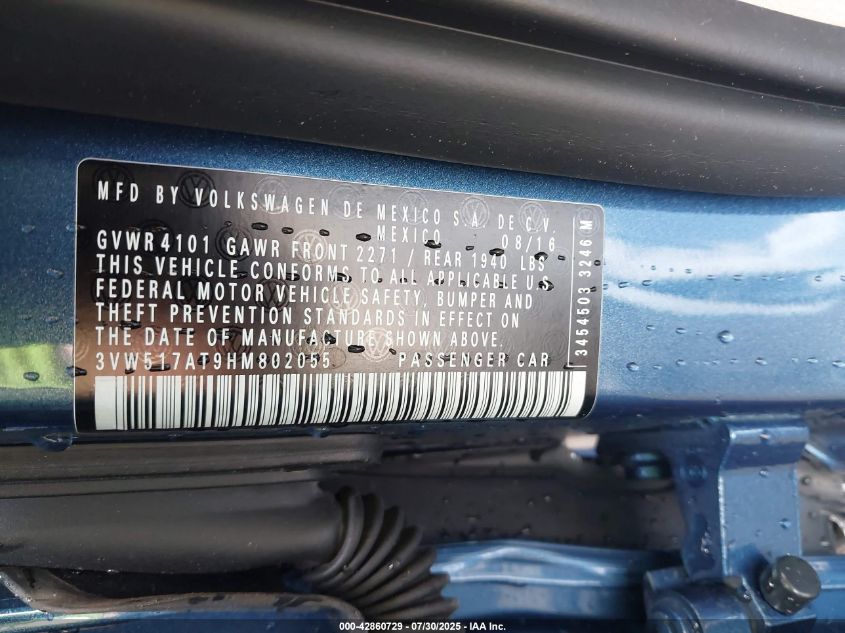 MFD BY VOLKSWAGEN DE MEXICO S.A. DE C.V.
MEXICO 08/16
GVWR 4101 GAWR FRONT 2271 / REAR 1940 LBS
THIS VEHICLE CONFORMS TO ALL APPLICABLE U.S.
FEDERAL MOTOR VEHICLE SAFETY, BUMPER AND
THEFT PREVENTION STANDARDS IN EFFECT ON
THE DATE OF MANUFACTURE SHOWN ABOVE.
3VW517AT9HM802055 PASSENGER CAR
3454503 3246 M
000-42860729 - 07/30/2025 - IAA Inc.